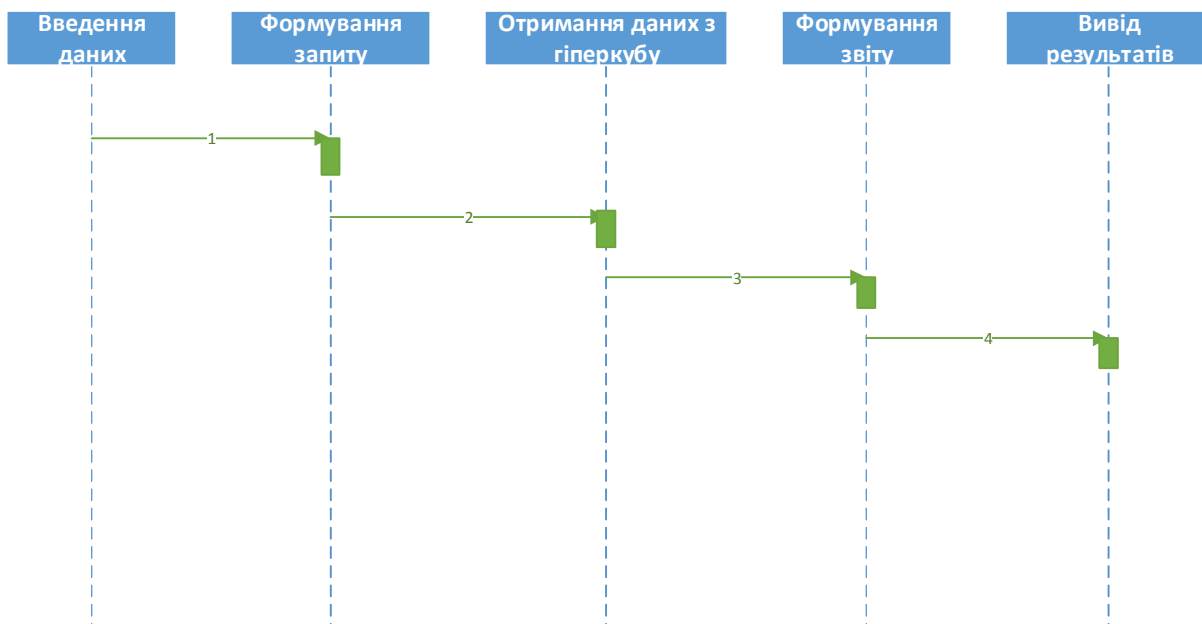 Введення
даних
Формування
запиту
Отримання даних з
гіперкубу
Формування
звіту
Вивід
результатів
1
2
3
4